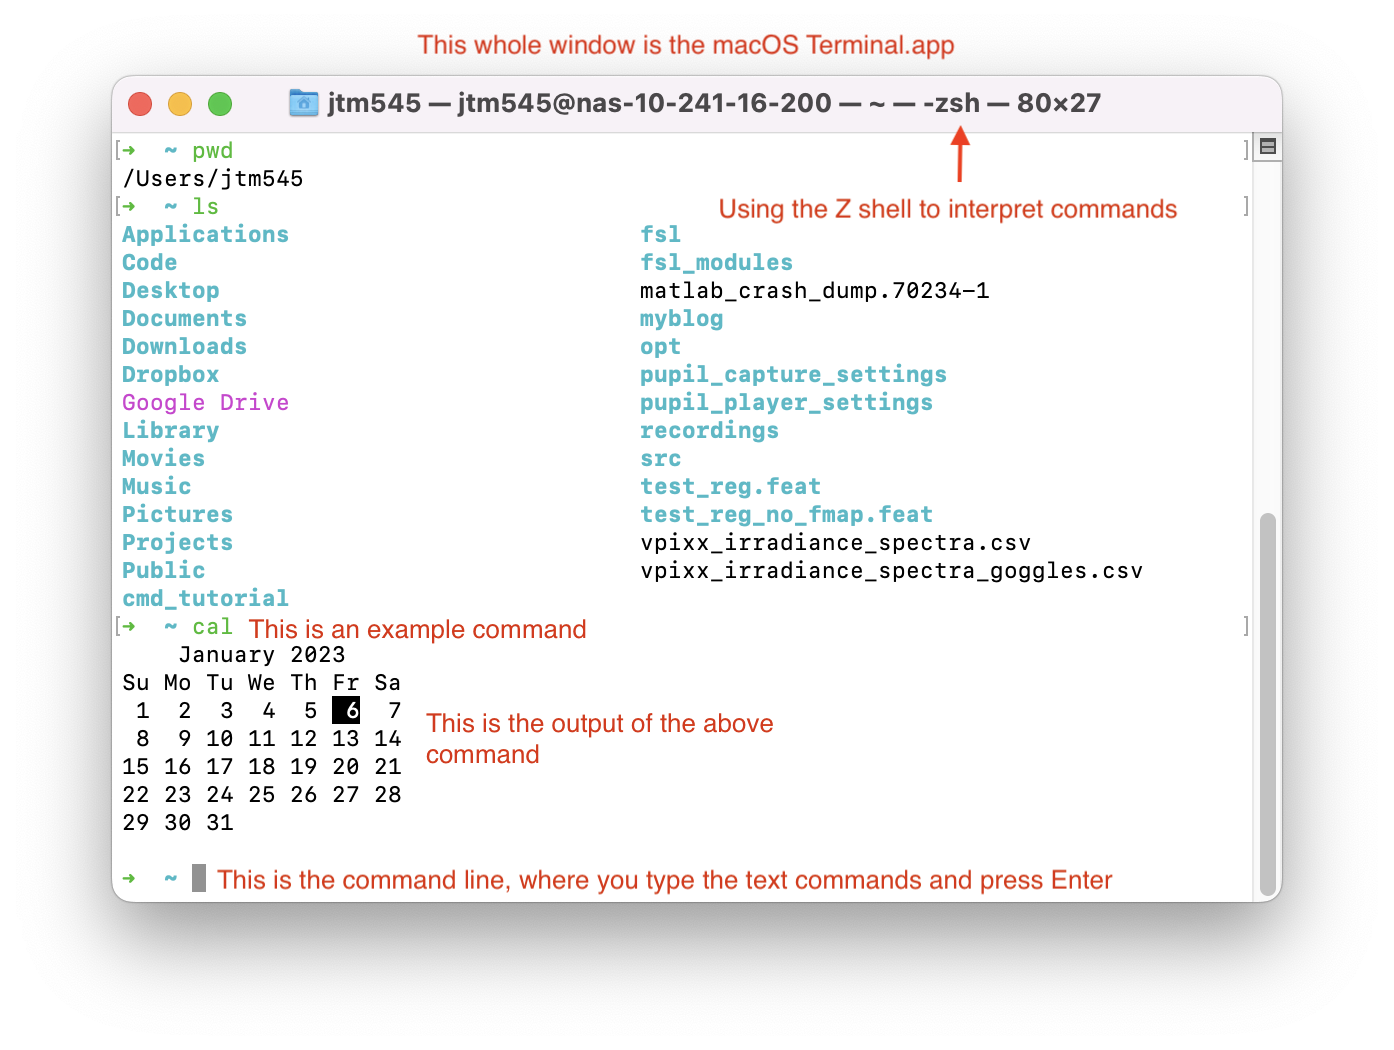 This whole window is the macOS Terminal.app
jtm545 — jtm545@nas-10-241-16-200 — ~ — -zsh — 80×27
[➜  ~ pwd ]
/Users/jtm545
[➜  ~ ls ]
Using the Z shell to interpret commands
Applications fsl
Code fsl_modules
Desktop matlab_crash_dump.70234-1
Documents myblog
Downloads opt
Dropbox pupil_capture_settings
Google Drive pupil_player_settings
Library recordings
Movies src
Music test_reg.feat
Pictures test_reg_no_fmap.feat
Projects vpixx_irradiance_spectra.csv
Public vpixx_irradiance_spectra_goggles.csv
cmd_tutorial
[➜  ~ cal This is an example command ]
January 2023
Su Mo Tu We Th Fr Sa
1 2 3 4 5 6 7
8 9 10 11 12 13 14
15 16 17 18 19 20 21
22 23 24 25 26 27 28
29 30 31
This is the output of the above
command
➜  ~ This is the command line, where you type the text commands and press Enter